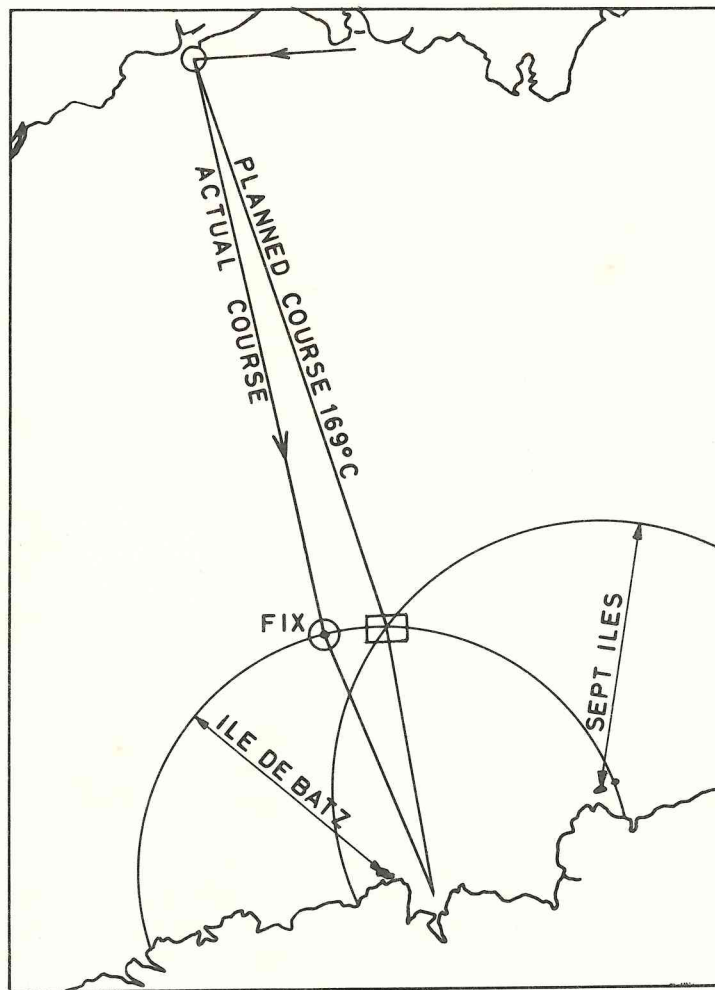 PLANNED COURSE 169°C
ACTUAL COURSE
FIX
SEPT ILES
ILE DE BATZ